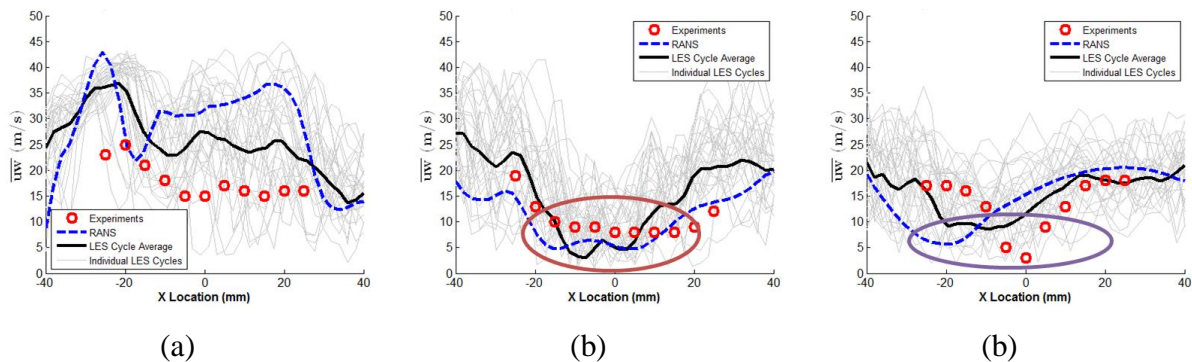 50
45
40
35
30
25
20
15
10
5
0
u̅w̅ (m/s)
Experiments
RANS
LES Cycle Average
Individual LES Cycles
-40 -20 0 20 40
X Location (mm)
(a)
50
45
40
35
30
25
20
15
10
5
0
u̅w̅ (m/s)
Experiments
RANS
LES Cycle Average
Individual LES Cycles
-40 -20 0 20 40
X Location (mm)
(b)
50
45
40
35
30
25
20
15
10
5
0
u̅w̅ (m/s)
Experiments
RANS
LES Cycle Average
Individual LES Cycles
-40 -20 0 20 40
X Location (mm)
(b)